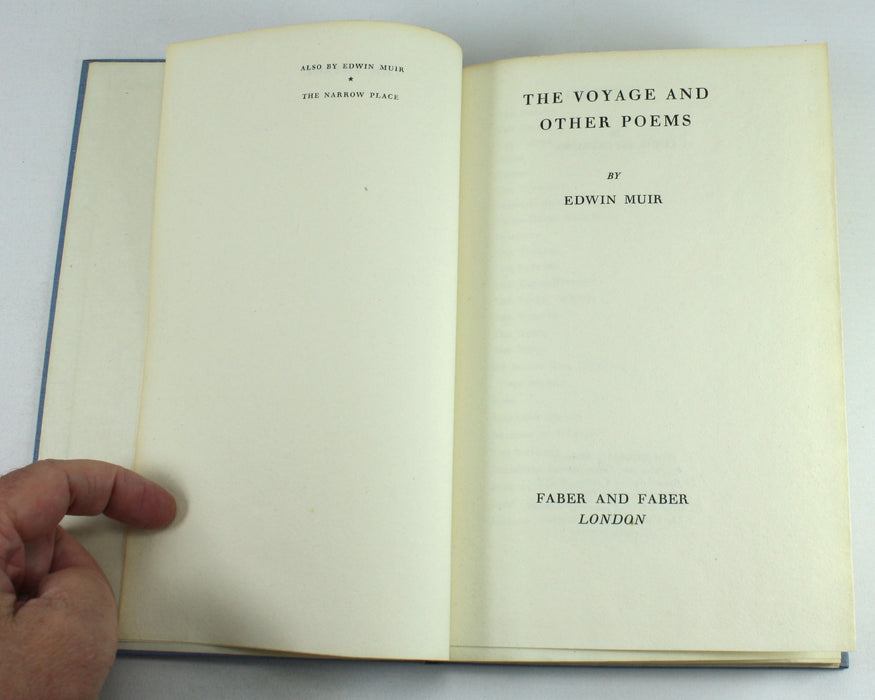 ALSO BY EDWIN MUIR
★
THE NARROW PLACE
THE VOYAGE AND
OTHER POEMS
BY
EDWIN MUIR
FABER AND FABER
LONDON